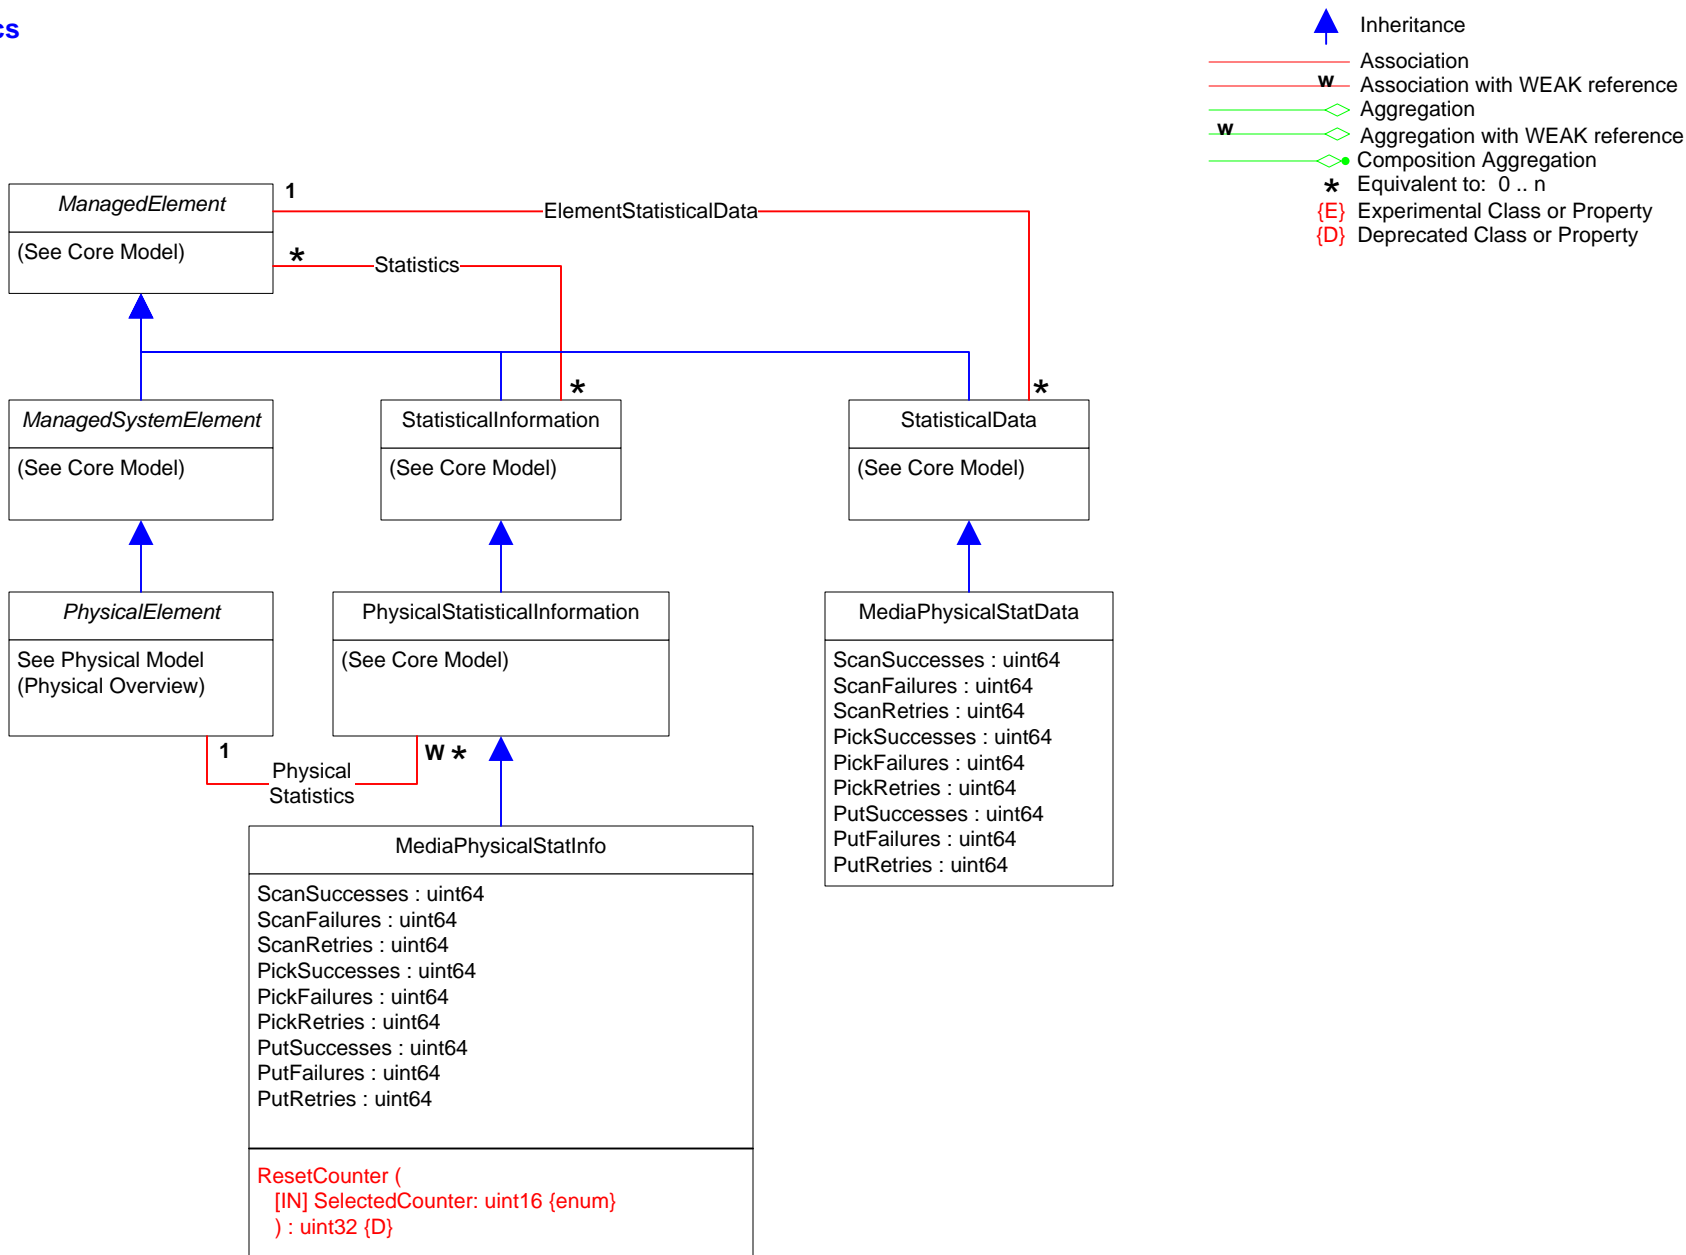 cs
Inheritance
Association
w Association with WEAK reference
Aggregation
w Aggregation with WEAK reference
Composition Aggregation
* Equivalent to: 0 .. n
{E} Experimental Class or Property
{D} Deprecated Class or Property
ManagedElement
(See Core Model)
1
ElementStatisticalData
*
Statistics
*
*
ManagedSystemElement
(See Core Model)
StatisticalInformation
(See Core Model)
StatisticalData
(See Core Model)
PhysicalElement
See Physical Model
(Physical Overview)
PhysicalStatisticalInformation
(See Core Model)
MediaPhysicalStatData
ScanSuccesses : uint64
ScanFailures : uint64
ScanRetries : uint64
PickSuccesses : uint64
PickFailures : uint64
PickRetries : uint64
PutSuccesses : uint64
PutFailures : uint64
PutRetries : uint64
1
Physical
Statistics
W *
MediaPhysicalStatInfo
ScanSuccesses : uint64
ScanFailures : uint64
ScanRetries : uint64
PickSuccesses : uint64
PickFailures : uint64
PickRetries : uint64
PutSuccesses : uint64
PutFailures : uint64
PutRetries : uint64
ResetCounter (
[IN] SelectedCounter: uint16 {enum}
) : uint32 {D}